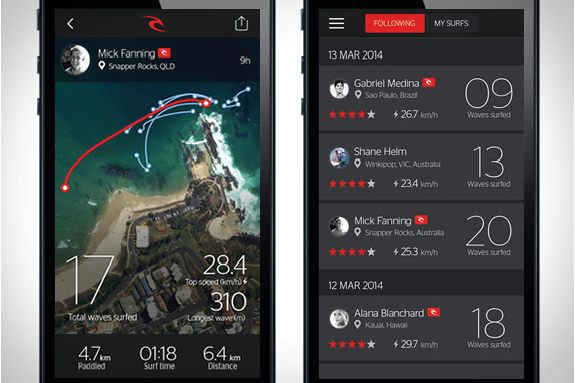 Mick Fanning
Snapper Rocks, QLD
9h
17
Total waves surfed
28.4
Top speed (km/h)
310
Longest wave (m)
4.7 km
Paddled
01:18
Surf time
6.4 km
Distance
FOLLOWING
MY SURFS
13 MAR 2014
Gabriel Medina
Sao Paulo, Brazil
26.7 km/h
09
Waves surfed
Shane Helm
Winkipop, VIC, Australia
23.4 km/h
13
Waves surfed
Mick Fanning
Snapper Rocks, Australia
25.3 km/h
20
Waves surfed
12 MAR 2014
Alana Blanchard
Kauai, Hawaii
29.7 km/h
18
Waves surfed